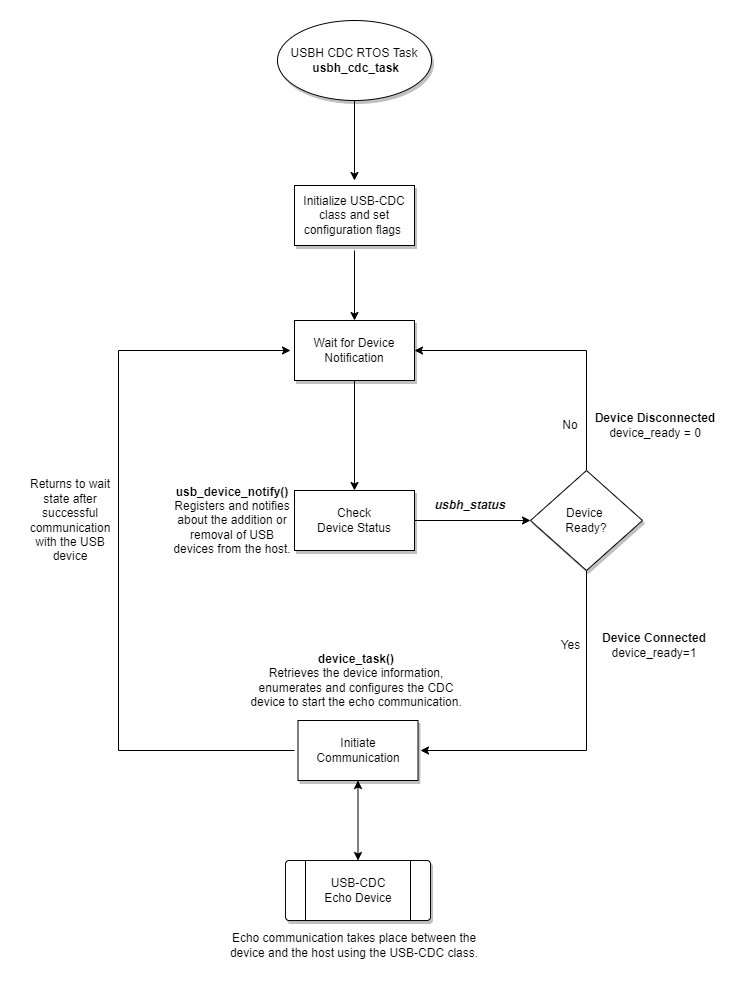 USBH CDC RTOS Task
usbh_cdc_task
Initialize USB-CDC
class and set
configuration flags
Wait for Device
Notification
No
Device Disconnected
device_ready = 0
Returns to wait
state after
successful
communication
with the USB
device
usb_device_notify()
Registers and notifies
about the addition or
removal of USB
devices from the host.
Check
Device Status
usbh_status
Device
Ready?
Yes
Device Connected
device_ready=1
device_task()
Retrieves the device information,
enumerates and configures the CDC
device to start the echo communication.
Initiate
Communication
USB-CDC
Echo Device
Echo communication takes place between the
device and the host using the USB-CDC class.